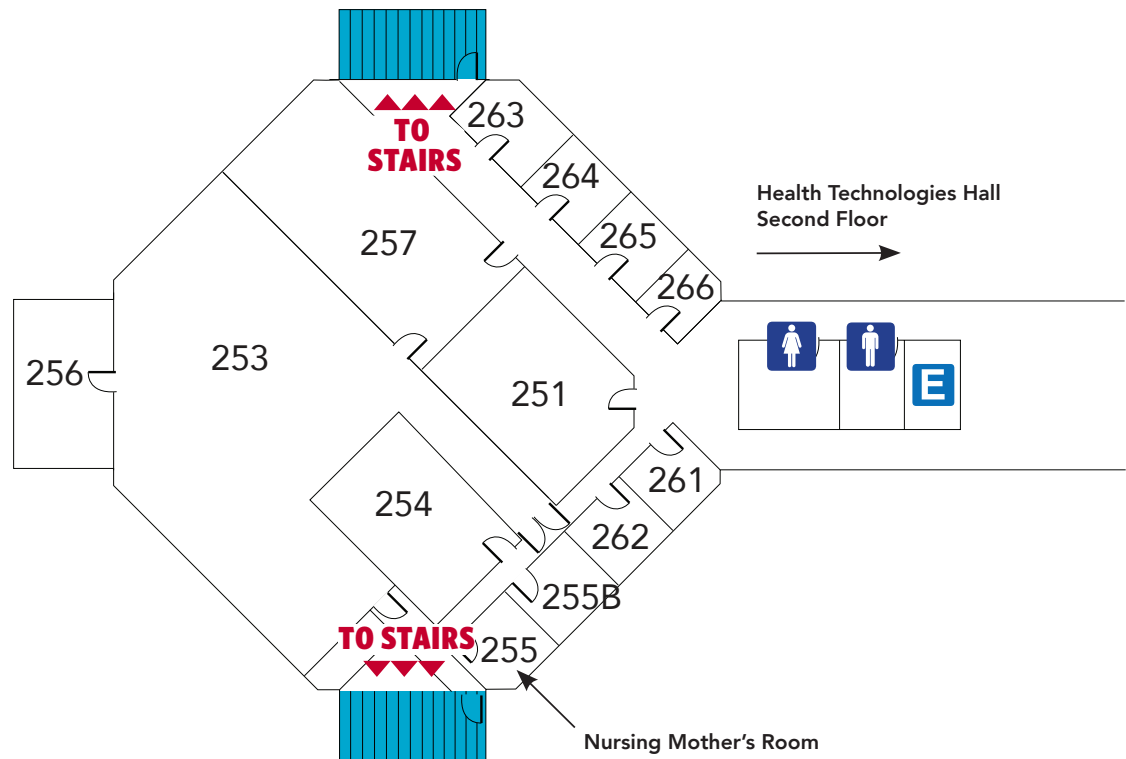 263
TO
STAIRS
264
Health Technologies Hall
Second Floor
257
265
266
256
253
251
E
254
261
262
255B
TO STAIRS
255
Nursing Mother's Room